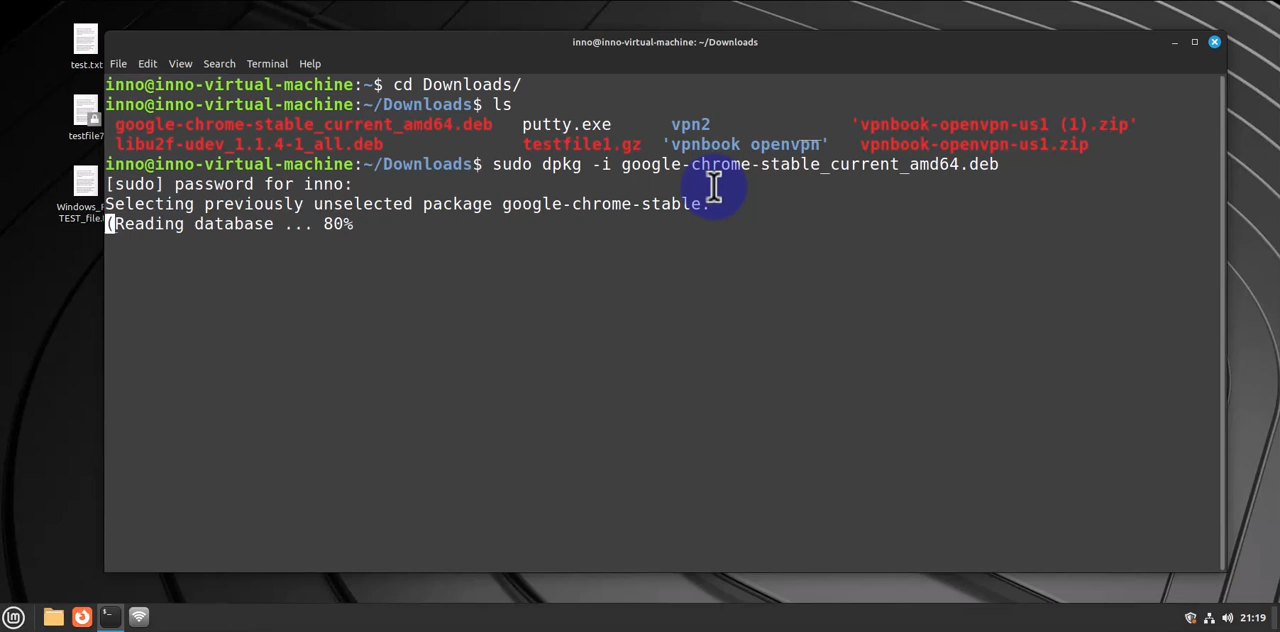 inno@inno-virtual-machine: ~/Downloads
File Edit View Search Terminal Help
inno@inno-virtual-machine:~$ cd Downloads/
inno@inno-virtual-machine:~/Downloads$ ls
google-chrome-stable_current_amd64.deb putty.exe vpn2 'vpnbook-openvpn-us1 (1).zip'
libu2f-udev_1.1.4-1_all.deb testfile1.gz 'vpnbook openvpn' vpnbook-openvpn-us1.zip
inno@inno-virtual-machine:~/Downloads$ sudo dpkg -i google-chrome-stable_current_amd64.deb
[sudo] password for inno:
Selecting previously unselected package google-chrome-stable.
(Reading database ... 80%
test.txt
testfile?
Windows_
TEST_file.
21:19